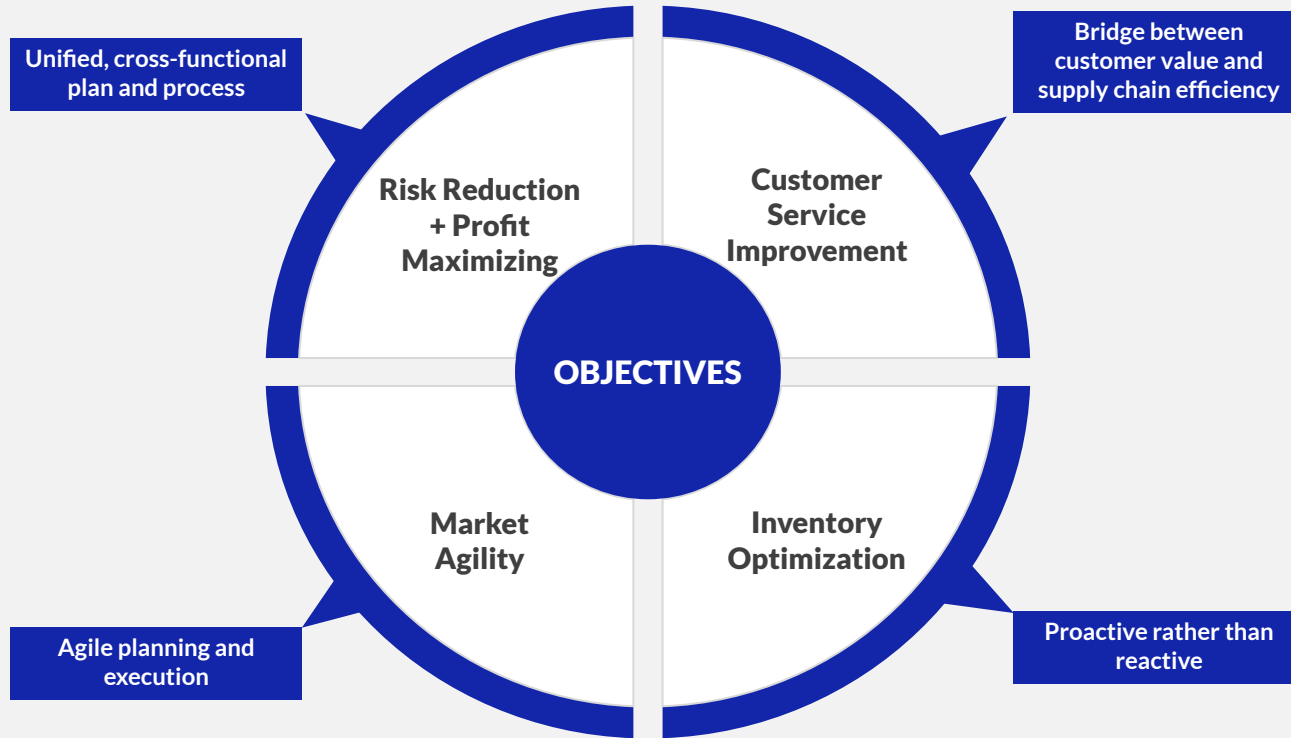 Unified, cross-functional
plan and process
Bridge between
customer value and
supply chain efficiency
Risk Reduction
+ Profit
Maximizing
Customer
Service
Improvement
OBJECTIVES
Market
Agility
Inventory
Optimization
Agile planning and
execution
Proactive rather than
reactive